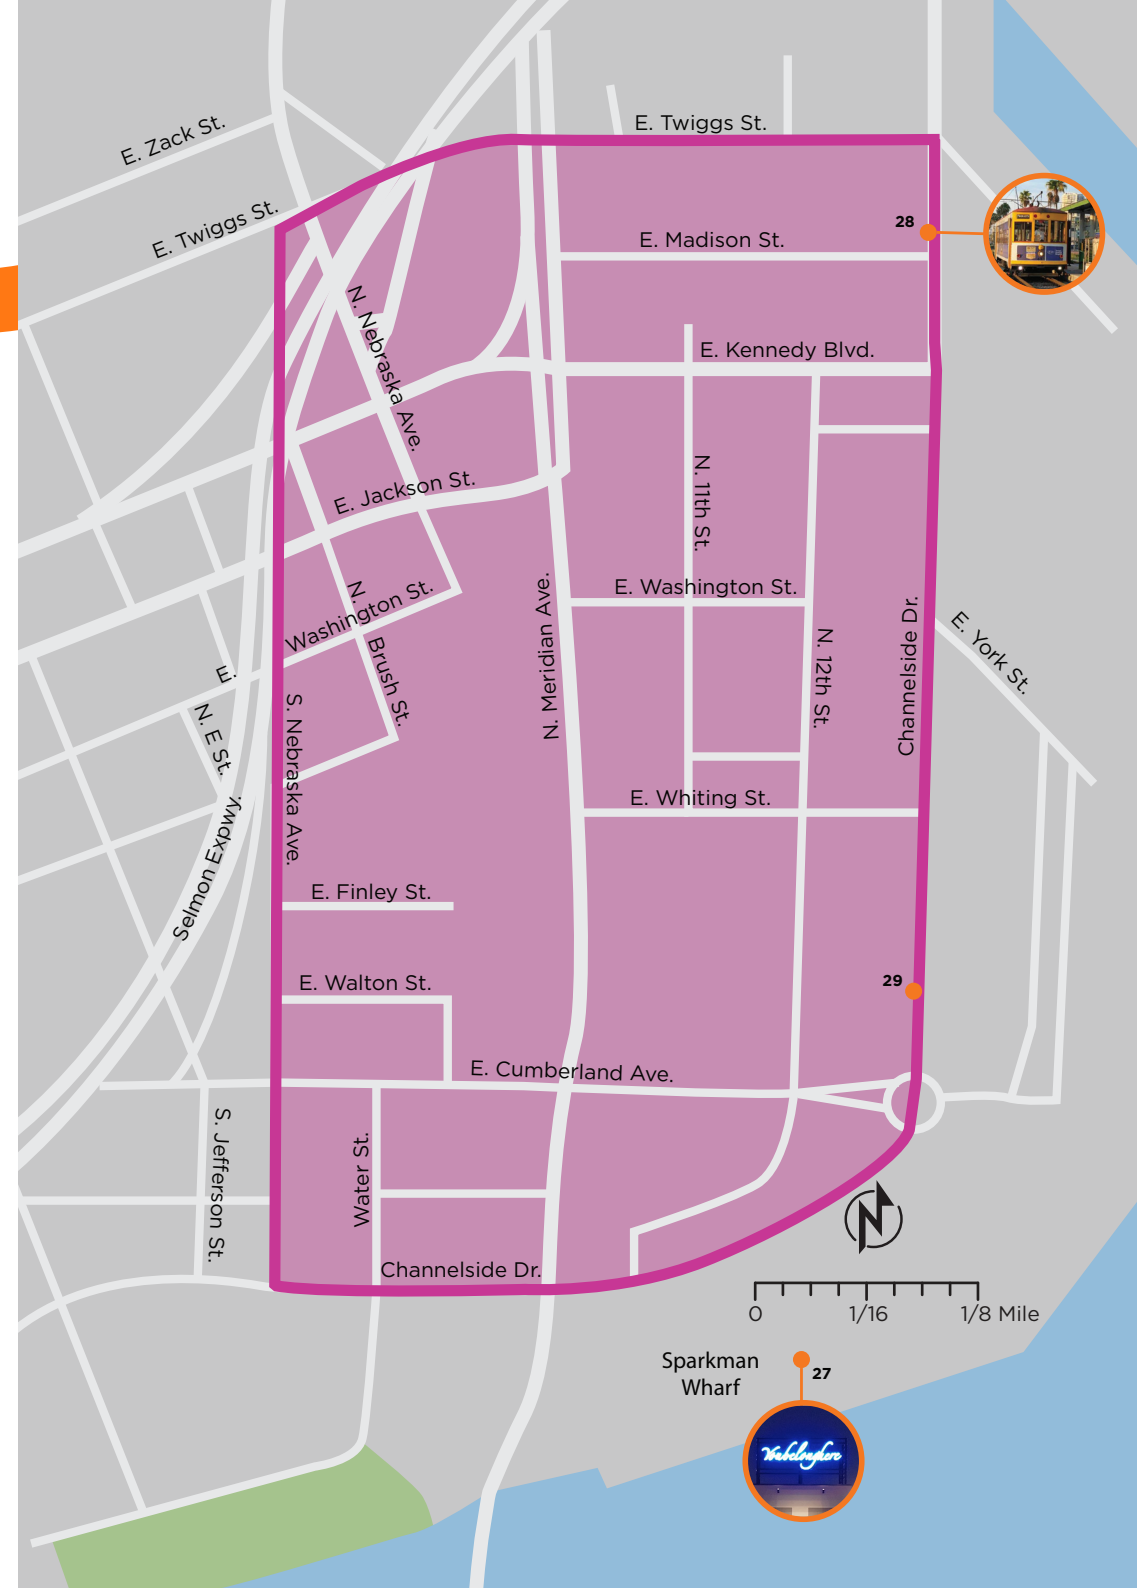 E. Zack St.
E. Twiggs St.
E. Twiggs St.
28
E. Madison St.
N. Nebraska Ave.
E. Kennedy Blvd.
E. Jackson St.
N. 11th St.
E. Washington St.
E. Washington St.
N. Brush St.
N. Meridian Ave.
N. 12th St.
Channelside Dr.
E. York St.
N. E St.
S. Nebraska Ave.
Selmon Expwy.
E. Whiting St.
E. Finley St.
E. Walton St.
29
E. Cumberland Ave.
S. Jefferson St.
Water St.
Channelside Dr.
N
0 1/16 1/8 Mile
Sparkman
Wharf
27
Youbelonghere